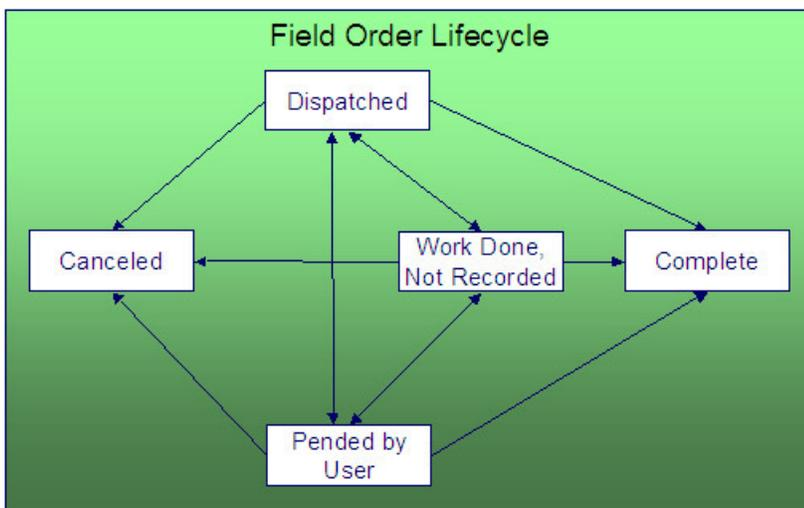 Field Order Lifecycle
Dispatched
Canceled
Work Done,
Not Recorded
Complete
Pended by
User